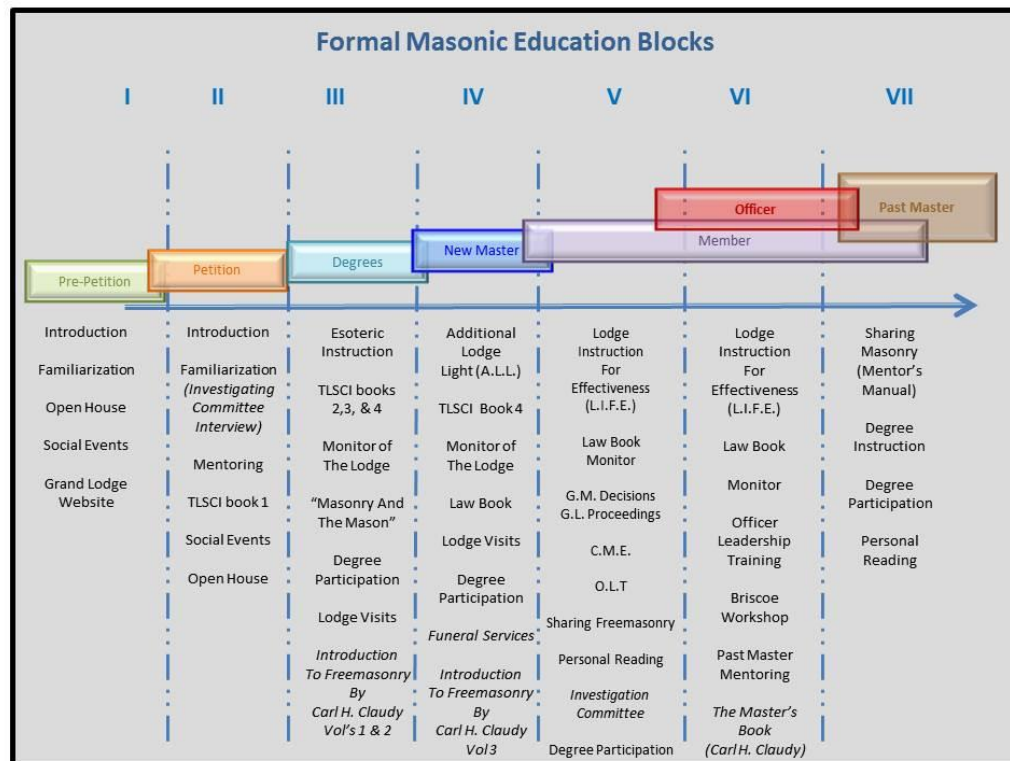 Formal Masonic Education Blocks
I
II
III
IV
V
VI
VII
Pre-Petition
Petition
Degrees
New Master
Member
Officer
Past Master
Introduction
Familiarization
Open House
Social Events
Grand Lodge
Website
Introduction
Familiarization
(Investigating
Committee
Interview)
Mentoring
TLSCI book 1
Social Events
Open House
Esoteric
Instruction
TLSCI books
2,3, & 4
Monitor of
The Lodge
“Masonry And
The Mason”
Degree
Participation
Lodge Visits
Introduction
To Freemasonry
By
Carl H. Claudy
Vol's 1 & 2
Additional
Lodge
Light (A.L.L.)
TLSCI Book 4
Monitor of
The Lodge
Law Book
Lodge Visits
Degree
Participation
Funeral Services
Introduction
To Freemasonry
By
Carl H. Claudy
Vol 3
Lodge
Instruction
For
Effectiveness
(L.I.F.E.)
Law Book
Monitor
G.M. Decisions
G.L. Proceedings
C.M.E.
O.L.T
Sharing Freemasonry
Personal Reading
Investigation
Committee
Degree Participation
Lodge
Instruction
For
Effectiveness
(L.I.F.E.)
Law Book
Monitor
Officer
Leadership
Training
Briscoe
Workshop
Past Master
Mentoring
The Master's
Book
(Carl H. Claudy)
Sharing
Masonry
(Mentor's
Manual)
Degree
Instruction
Degree
Participation
Personal
Reading